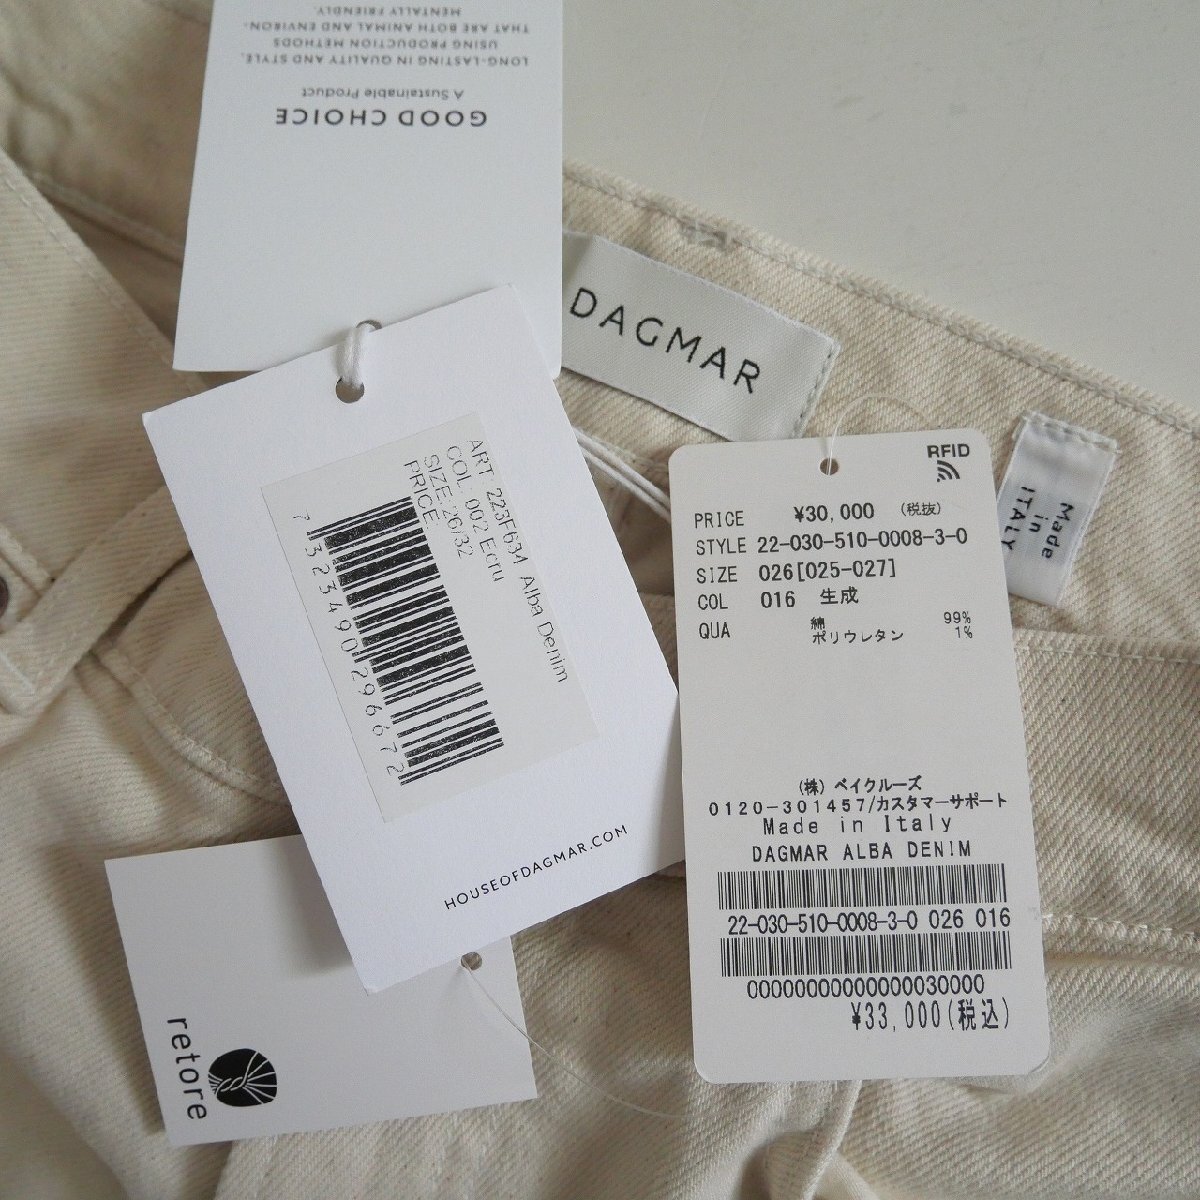 GOOD CHOICE
A Sustainable Product
LONG-LASTING IN QUALITY AND STYLE,
USING PRODUCTION METHODS
THAT ARE BOTH ANIMAL AND ENVIRON-
MENTALLY FRIENDLY.
DAGMAR
Made
in
ITALY
ART. 223F634 Alba Denim
COL: 002 Ecru
SIZE:26/32
PRICE
7 323490 296672
HOUSEOFDAGMAR.COM
retore
RFID
PRICE ¥30,000 (税抜)
STYLE 22-030-510-0008-3-0
SIZE 026[025-027]
COL 016 生成
QUA 綿 99%
ポリウレタン 1%
(株) ベイクルーズ
0120-301457/カスタマーサポート
Made in Italy
DAGMAR ALBA DENIM
22-030-510-0008-3-0 026 016
00000000000000030000
¥33,000(税込)